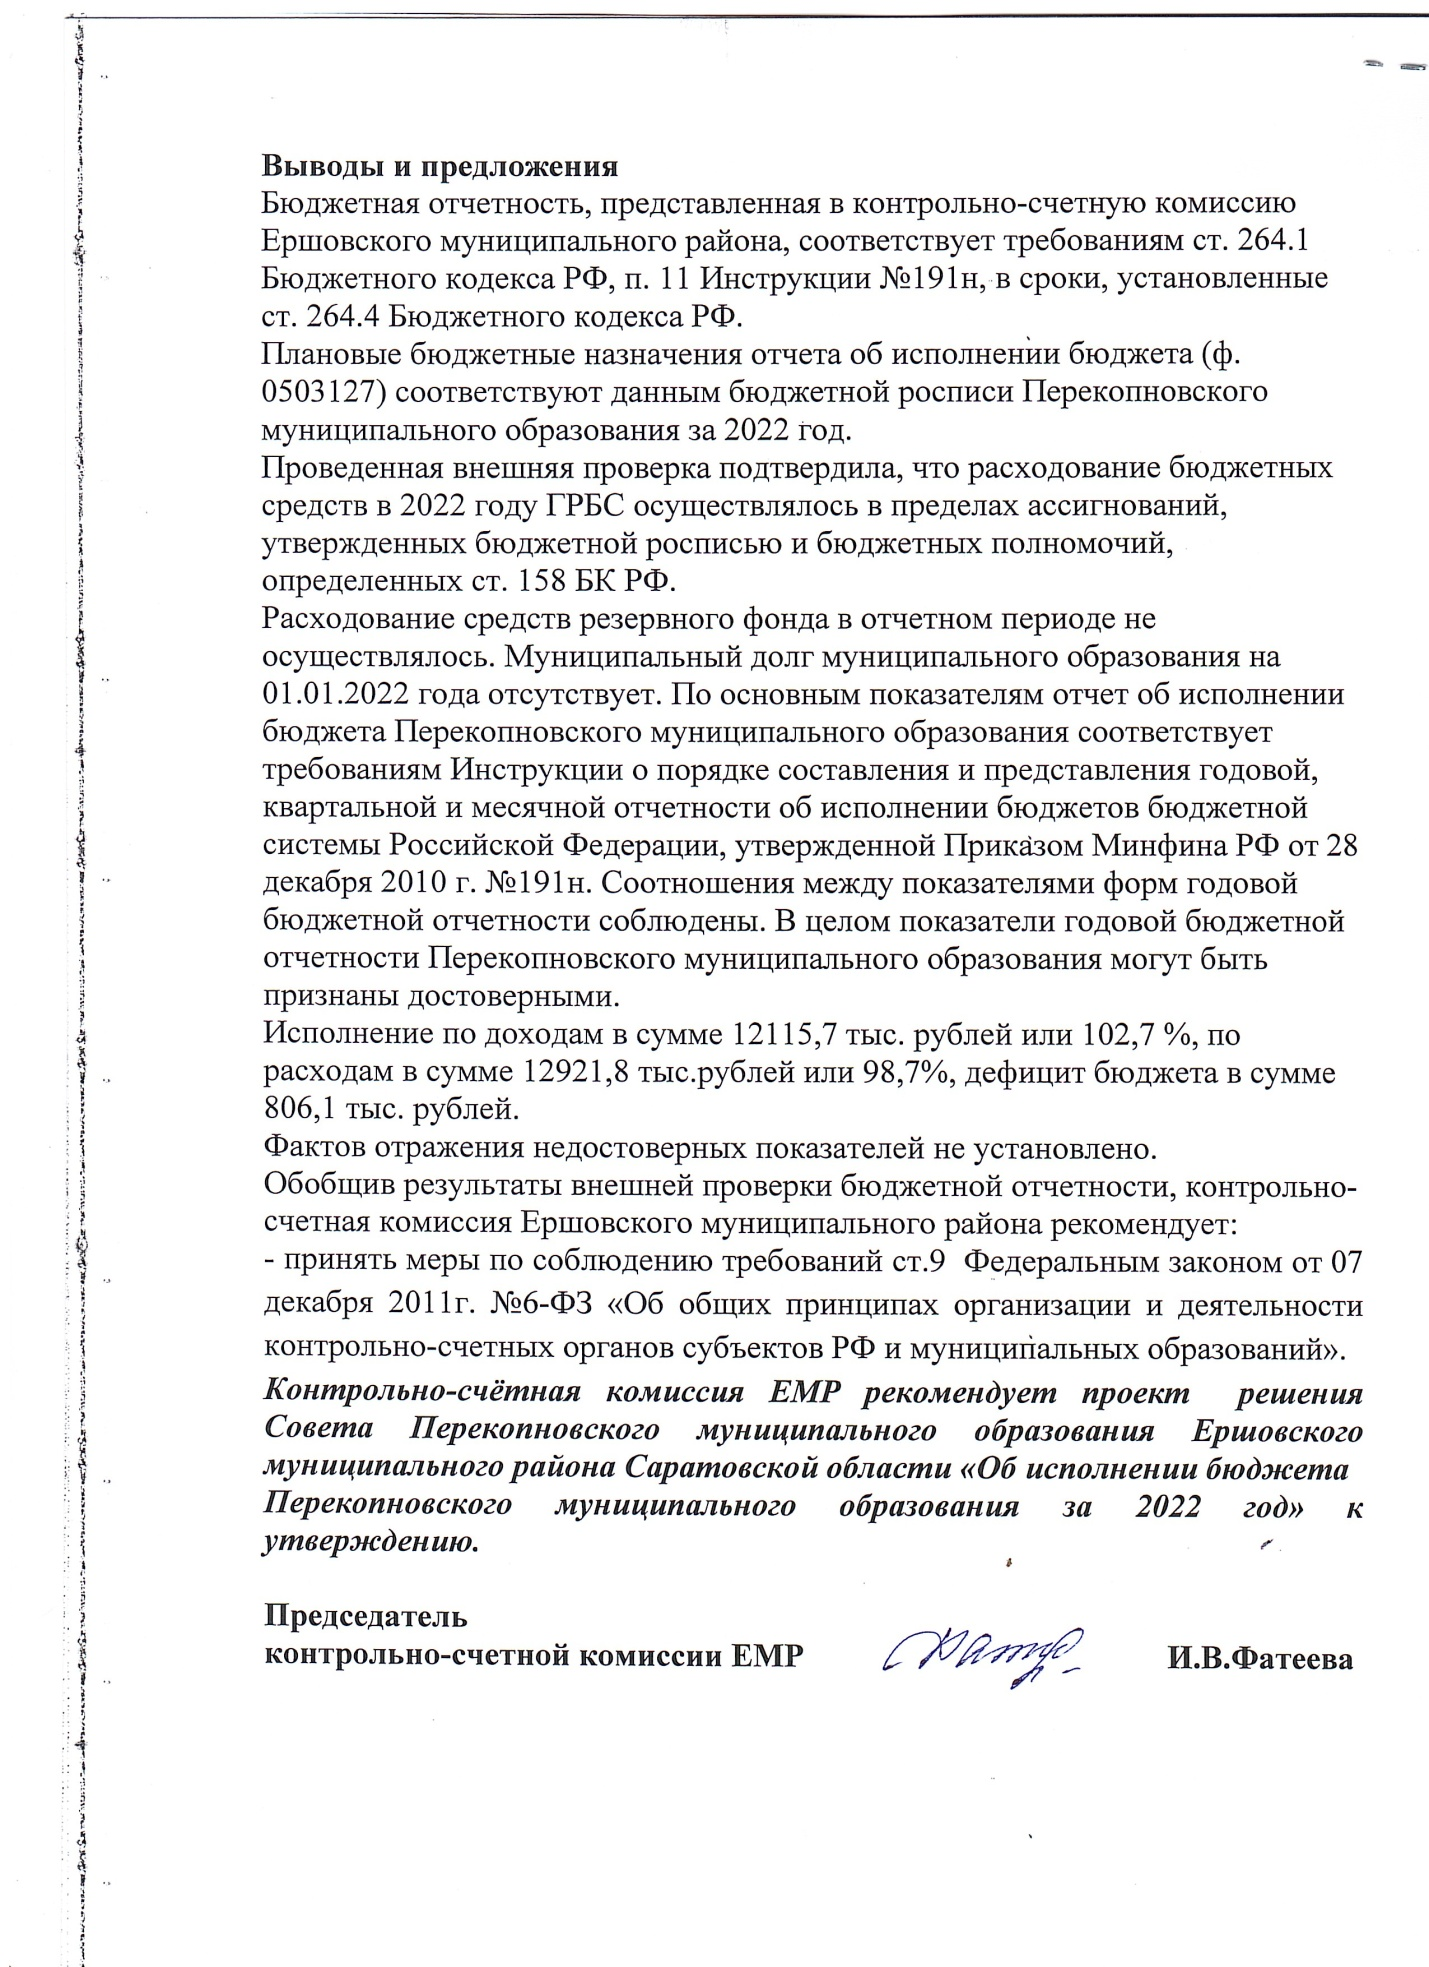 Выводы и предложения
Бюджетная отчетность, представленная в контрольно-счетную комиссию
Ершовского муниципального района, соответствует требованиям ст. 264.1
Бюджетного кодекса РФ, п. 11 Инструкции №191н, в сроки, установленные
ст. 264.4 Бюджетного кодекса РФ.
Плановые бюджетные назначения отчета об исполнении бюджета (ф.
0503127) соответствуют данным бюджетной росписи Перекопновского
муниципального образования за 2022 год.
Проведенная внешняя проверка подтвердила, что расходование бюджетных
средств в 2022 году ГРБС осуществлялось в пределах ассигнований,
утвержденных бюджетной росписью и бюджетных полномочий,
определенных ст. 158 БК РФ.
Расходование средств резервного фонда в отчетном периоде не
осуществлялось. Муниципальный долг муниципального образования на
01.01.2022 года отсутствует. По основным показателям отчет об исполнении
бюджета Перекопновского муниципального образования соответствует
требованиям Инструкции о порядке составления и представления годовой,
квартальной и месячной отчетности об исполнении бюджетов бюджетной
системы Российской Федерации, утвержденной Приказом Минфина РФ от 28
декабря 2010 г. №191н. Соотношения между показателями форм годовой
бюджетной отчетности соблюдены. В целом показатели годовой бюджетной
отчетности Перекопновского муниципального образования могут быть
признаны достоверными.
Исполнение по доходам в сумме 12115,7 тыс. рублей или 102,7 %, по
расходам в сумме 12921,8 тыс.рублей или 98,7%, дефицит бюджета в сумме
806,1 тыс. рублей.
Фактов отражения недостоверных показателей не установлено.
Обобщив результаты внешней проверки бюджетной отчетности, контрольно-
счетная комиссия Ершовского муниципального района рекомендует:
- принять меры по соблюдению требований ст.9 Федеральным законом от 07
декабря 2011г. №6-ФЗ «Об общих принципах организации и деятельности
контрольно-счетных органов субъектов РФ и муниципальных образований».
Контрольно-счётная комиссия ЕМР рекомендует проект решения
Совета Перекопновского муниципального образования Ершовского
муниципального района Саратовской области «Об исполнении бюджета
Перекопновского муниципального образования за 2022 год» к
утверждению.
Председатель
контрольно-счетной комиссии ЕМР И.В.Фатеева